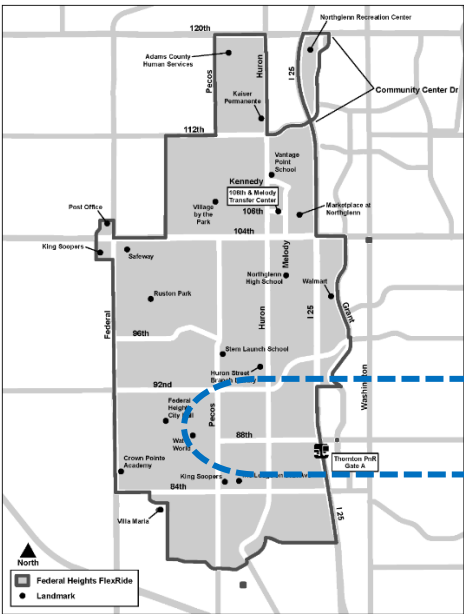 Northglenn Recreation Center
120th
Adams County
Human Services
Pecos
Huron
I 25
Community Center Dr
Kaiser
Permanente
112th
Vantage
Point
School
Kennedy
106th & Melody
Transfer Center
Post Office
Village
by the
Park
106th
Marketplace at
Northglenn
104th
King Soopers
Safeway
Melody
Northglenn
High School
Walmart
Ruston Park
Federal
Huron
I 25
Grant
96th
Stem Launch School
Washington
Huron Street
92nd
Federal
Heights
City
Pecos
88th
Crown Pointe
Academy
Thornton PnR
Gate A
King Soopers
84th
Villa Maria
I 25
North
Federal Heights FlexRide
Landmark